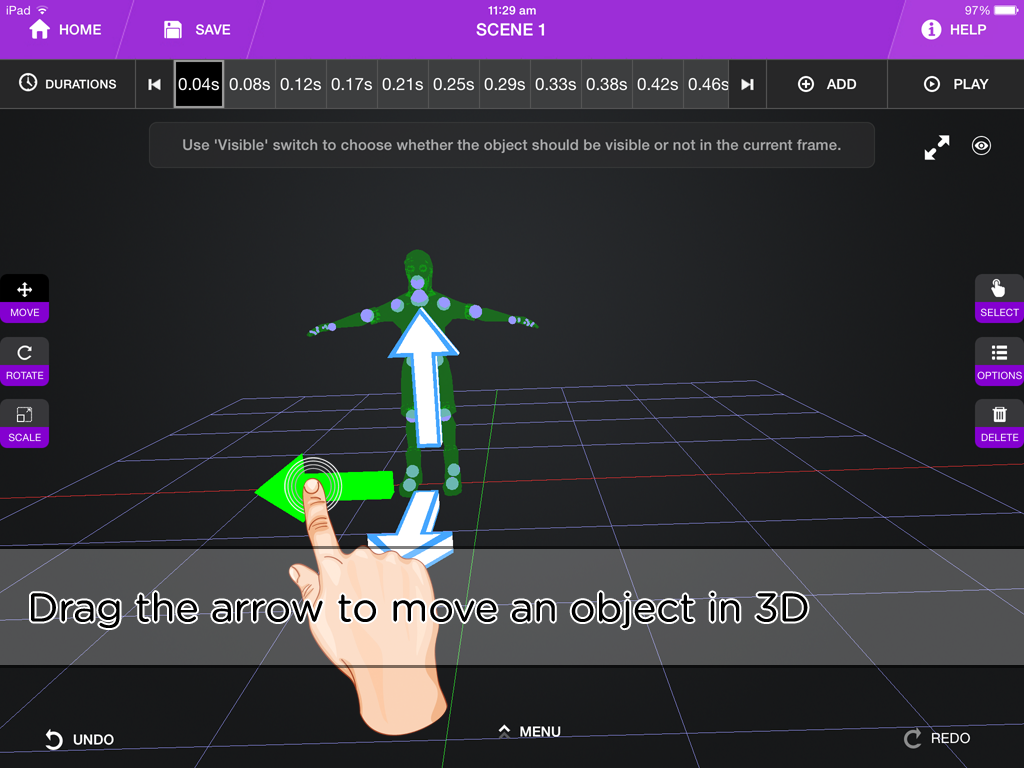 iPad 11:29 am 97%
HOME SAVE SCENE 1 HELP
DURATIONS 0.04s 0.08s 0.12s 0.17s 0.21s 0.25s 0.29s 0.33s 0.38s 0.42s 0.46s ADD PLAY
Use 'Visible' switch to choose whether the object should be visible or not in the current frame.
MOVE SELECT
ROTATE OPTIONS
SCALE DELETE
Drag the arrow to move an object in 3D
UNDO MENU REDO